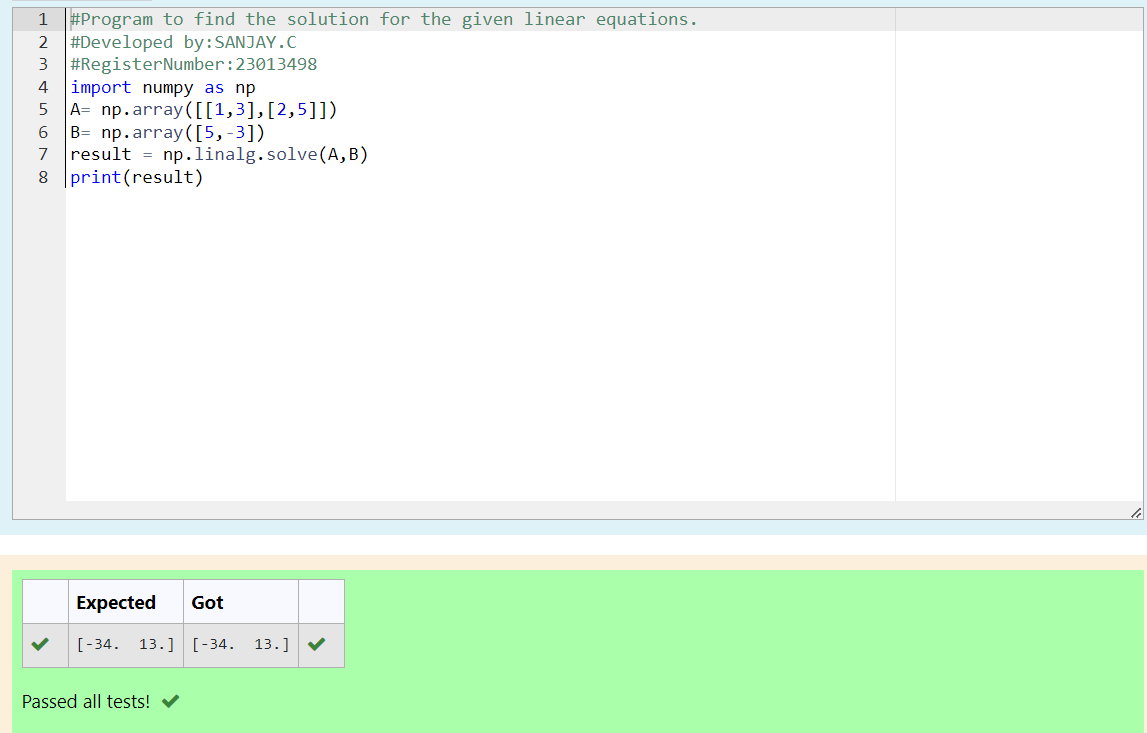 1 #Program to find the solution for the given linear equations.
2 #Developed by:SANJAY.C
3 #RegisterNumber:23013498
4 import numpy as np
5 A= np.array([[1,3],[2,5]])
6 B= np.array([5,-3])
7 result = np.linalg.solve(A,B)
8 print(result)
Expected Got
[-34.  13.] [-34.  13.]
Passed all tests!